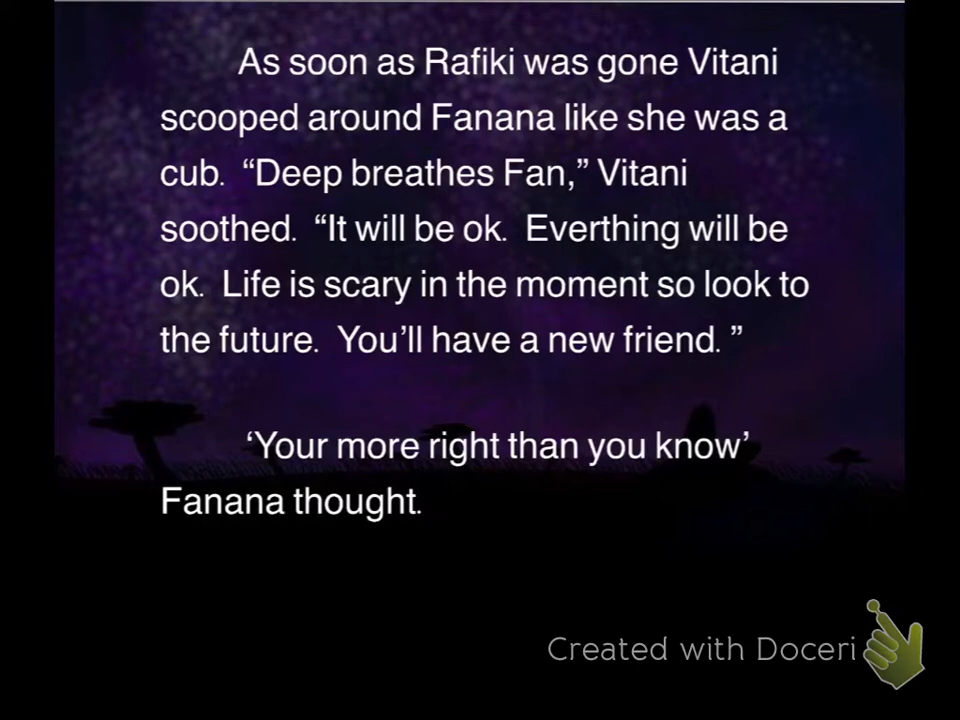 As soon as Rafiki was gone Vitani
scooped around Fanana like she was a
cub.  “Deep breathes Fan,” Vitani
soothed.  “It will be ok.  Everthing will be
ok.  Life is scary in the moment so look to
the future.  You’ll have a new friend. ”
‘Your more right than you know’
Fanana thought.
Created with Doceri